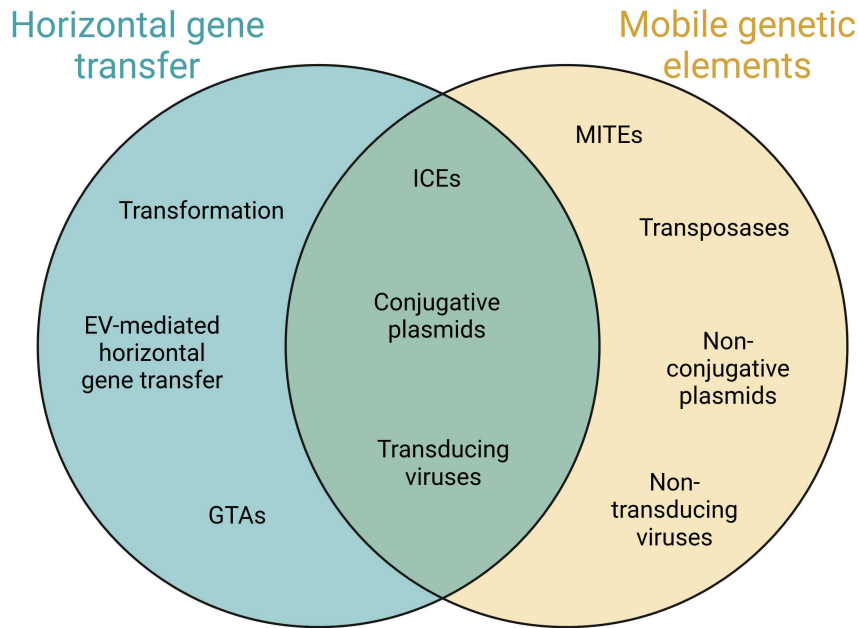 Horizontal gene
transfer
Mobile genetic
elements
MITEs
ICEs
Transformation
Transposases
Conjugative
plasmids
EV-mediated
horizontal
gene transfer
Non-
conjugative
plasmids
Transducing
viruses
Non-
transducing
viruses
GTAs